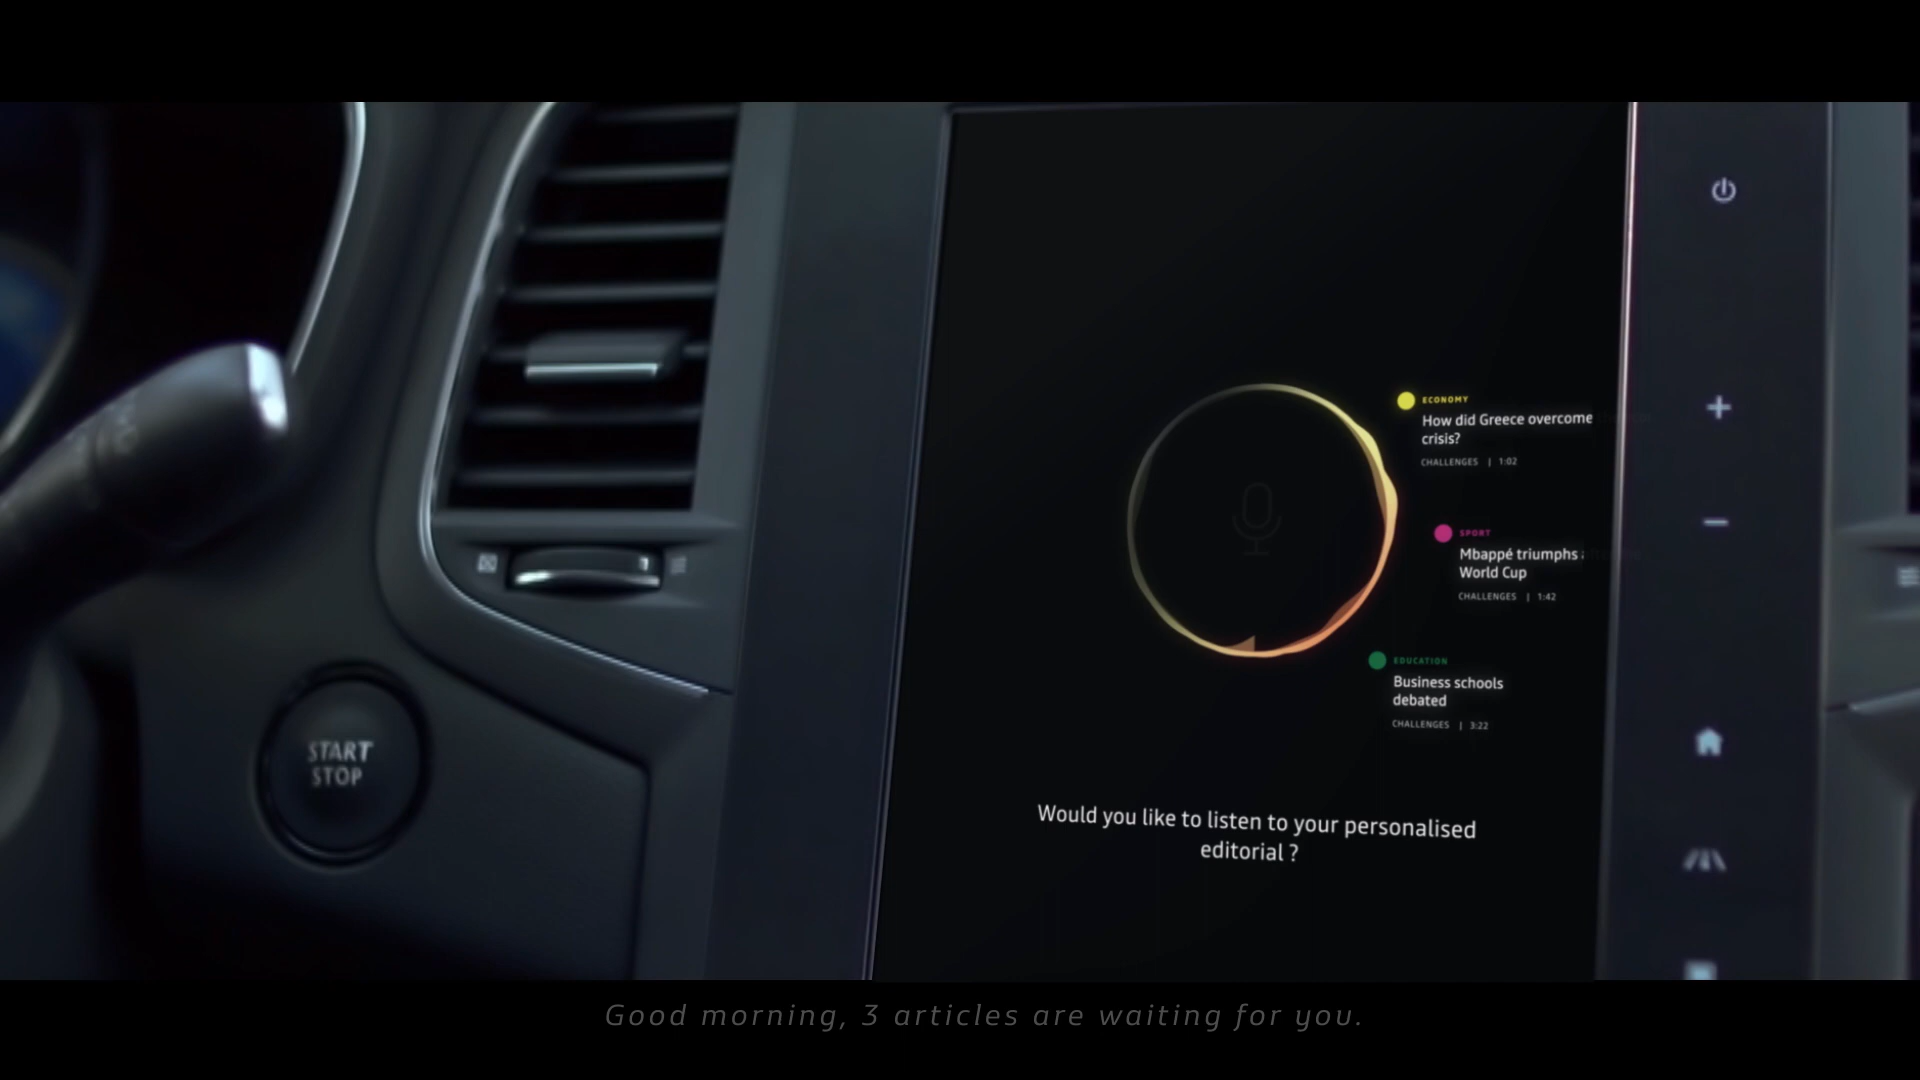 ECONOMY
How did Greece overcome
crisis?
CHALLENGES | 1:02
SPORT
Mbappé triumphs
World Cup
CHALLENGES | 1:42
EDUCATION
Business schools
debated
CHALLENGES | 3:22
START
STOP
Would you like to listen to your personalised
editorial ?
Good morning, 3 articles are waiting for you.